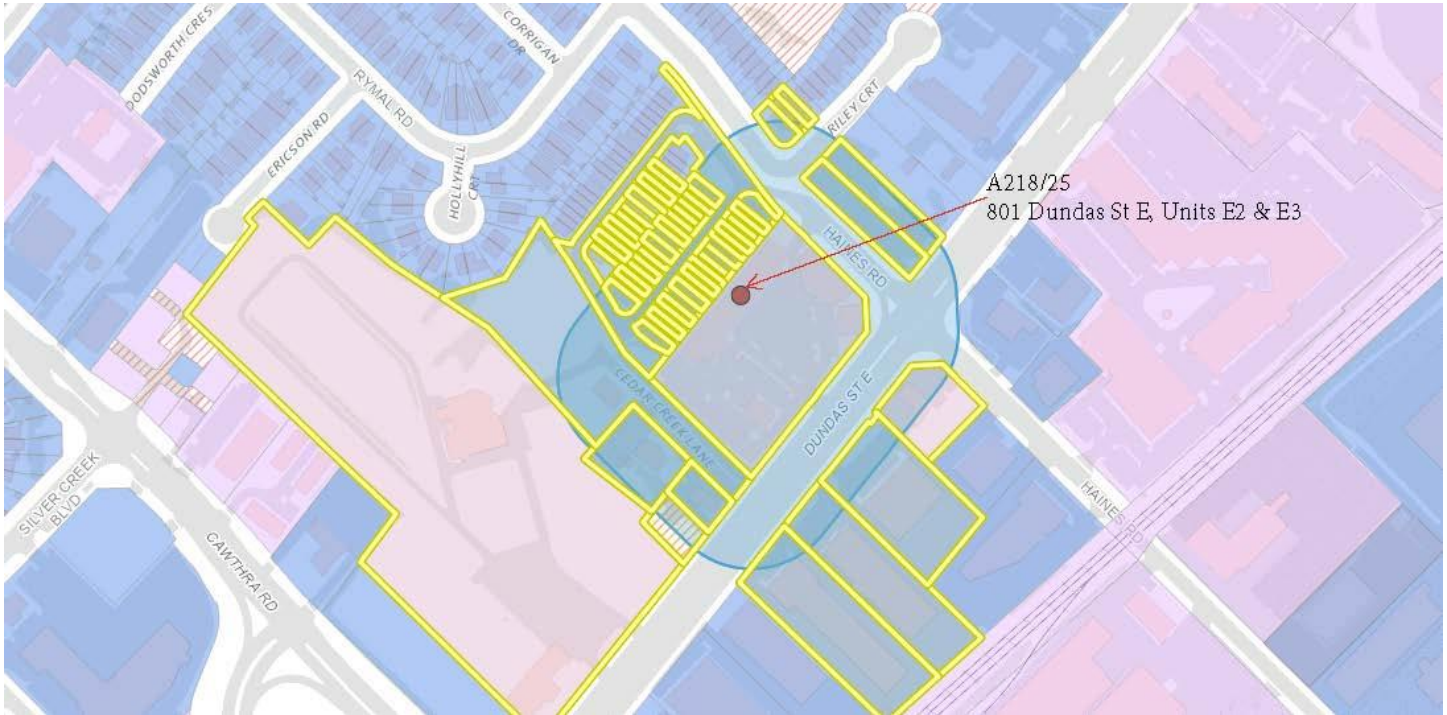 DODSWORTH CRES
CORRIGAN
DR
RYMAL RD
ERICSON RD
HOLLYHILL
CRT
RILEY CRT
A218/25
801 Dundas St E, Units E2 & E3
HAINES RD
CEDAR CREEK LANE
DUNDAS ST E
SILVER CREEK
BLVD
CAWTHRA RD
HAINES RD